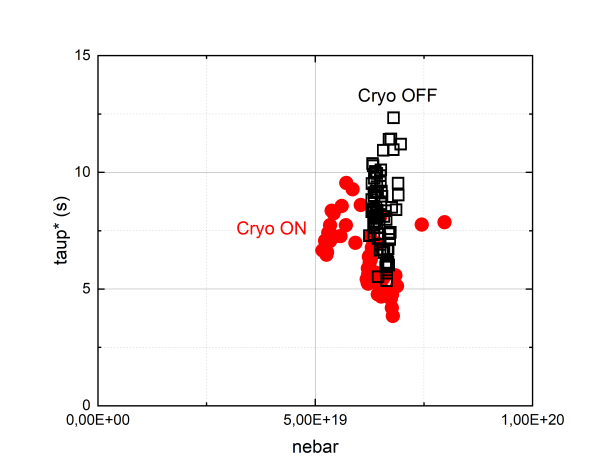 15
Cryo OFF
10
taup* (s)
Cryo ON
5
0
0,00E+00
5,00E+19
1,00E+20
nebar